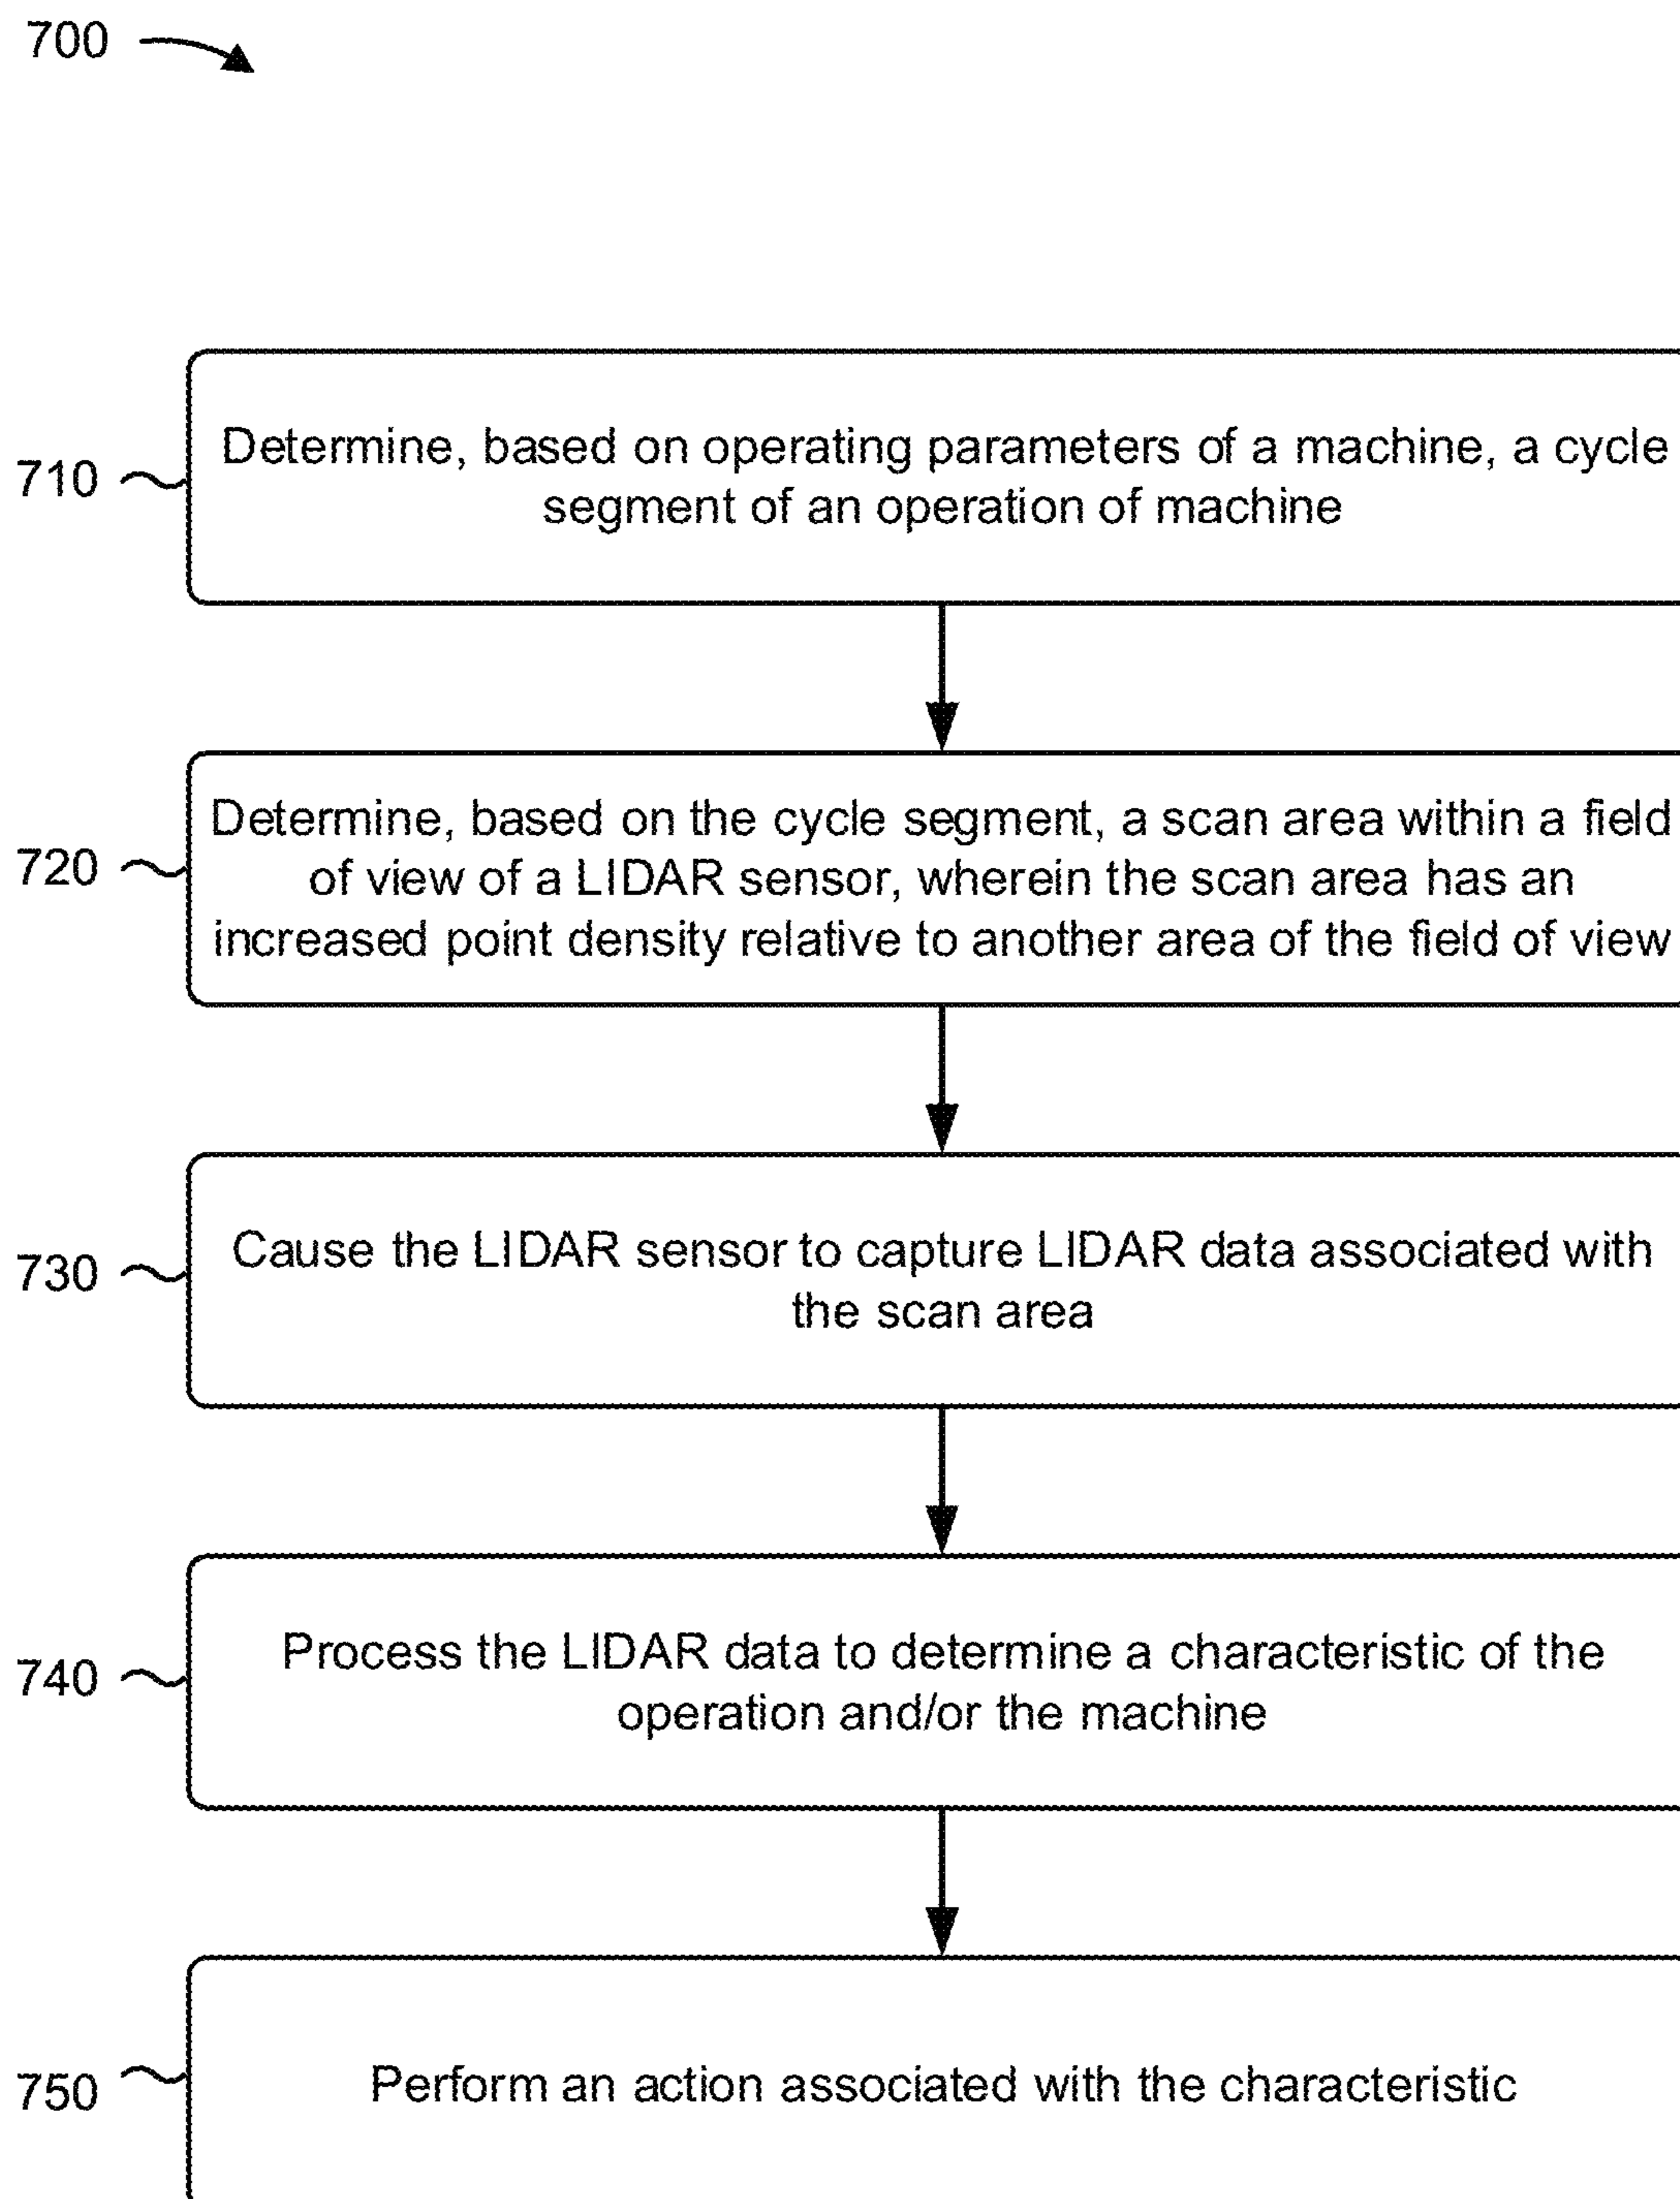 700
710
Determine, based on operating parameters of a machine, a cycle
segment of an operation of machine
720
Determine, based on the cycle segment, a scan area within a field
of view of a LIDAR sensor, wherein the scan area has an
increased point density relative to another area of the field of view
730
Cause the LIDAR sensor to capture LIDAR data associated with
the scan area
740
Process the LIDAR data to determine a characteristic of the
operation and/or the machine
750
Perform an action associated with the characteristic